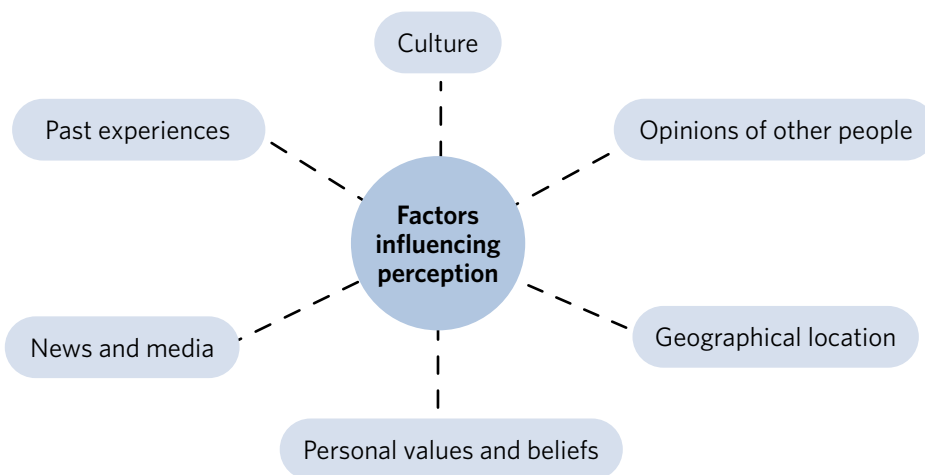 Culture
Past experiences
Opinions of other people
Factors
influencing
perception
News and media
Geographical location
Personal values and beliefs